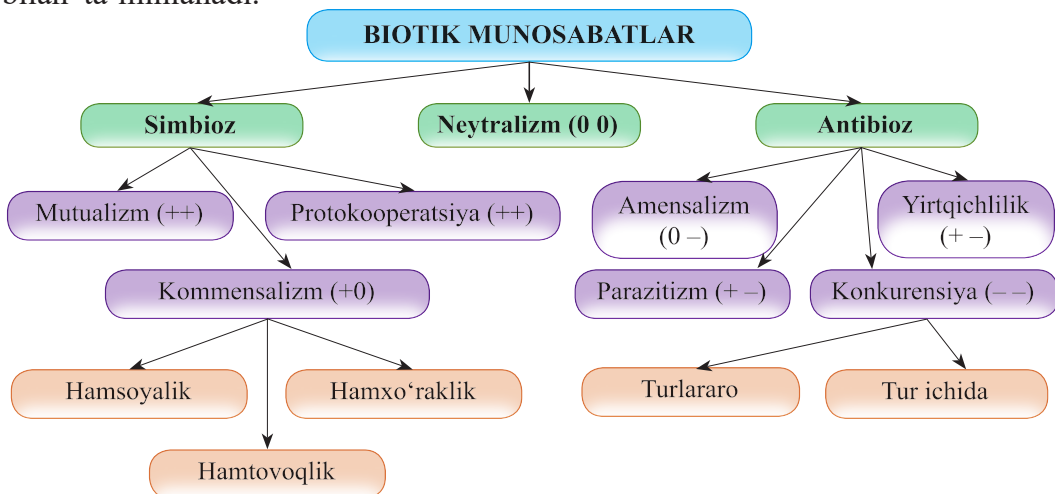 BIOTIK MUNOSABATLAR
Simbioz
Neytralizm (0 0)
Antibioz
Mutualizm (++)
Protokooperatsiya (++)
Amensalizm
(0 –)
Yirtqichlilik
(+ –)
Kommensalizm (+0)
Parazitizm (+ –)
Konkurensiya (– –)
Hamsoyalik
Hamxo‘raklik
Turlararo
Tur ichida
Hamtovoqlik